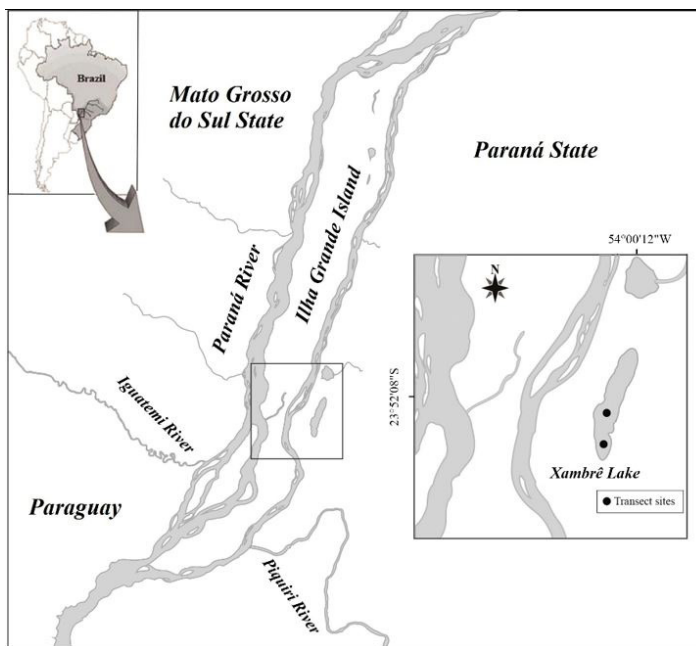 Brazil
Mato Grosso
do Sul State
Paraná State
Paraná River
Ilha Grande Island
Iguatemi River
Paraguay
Piquiri River
54°00'12"W
N
23°52'08"S
Xambrê Lake
Transect sites